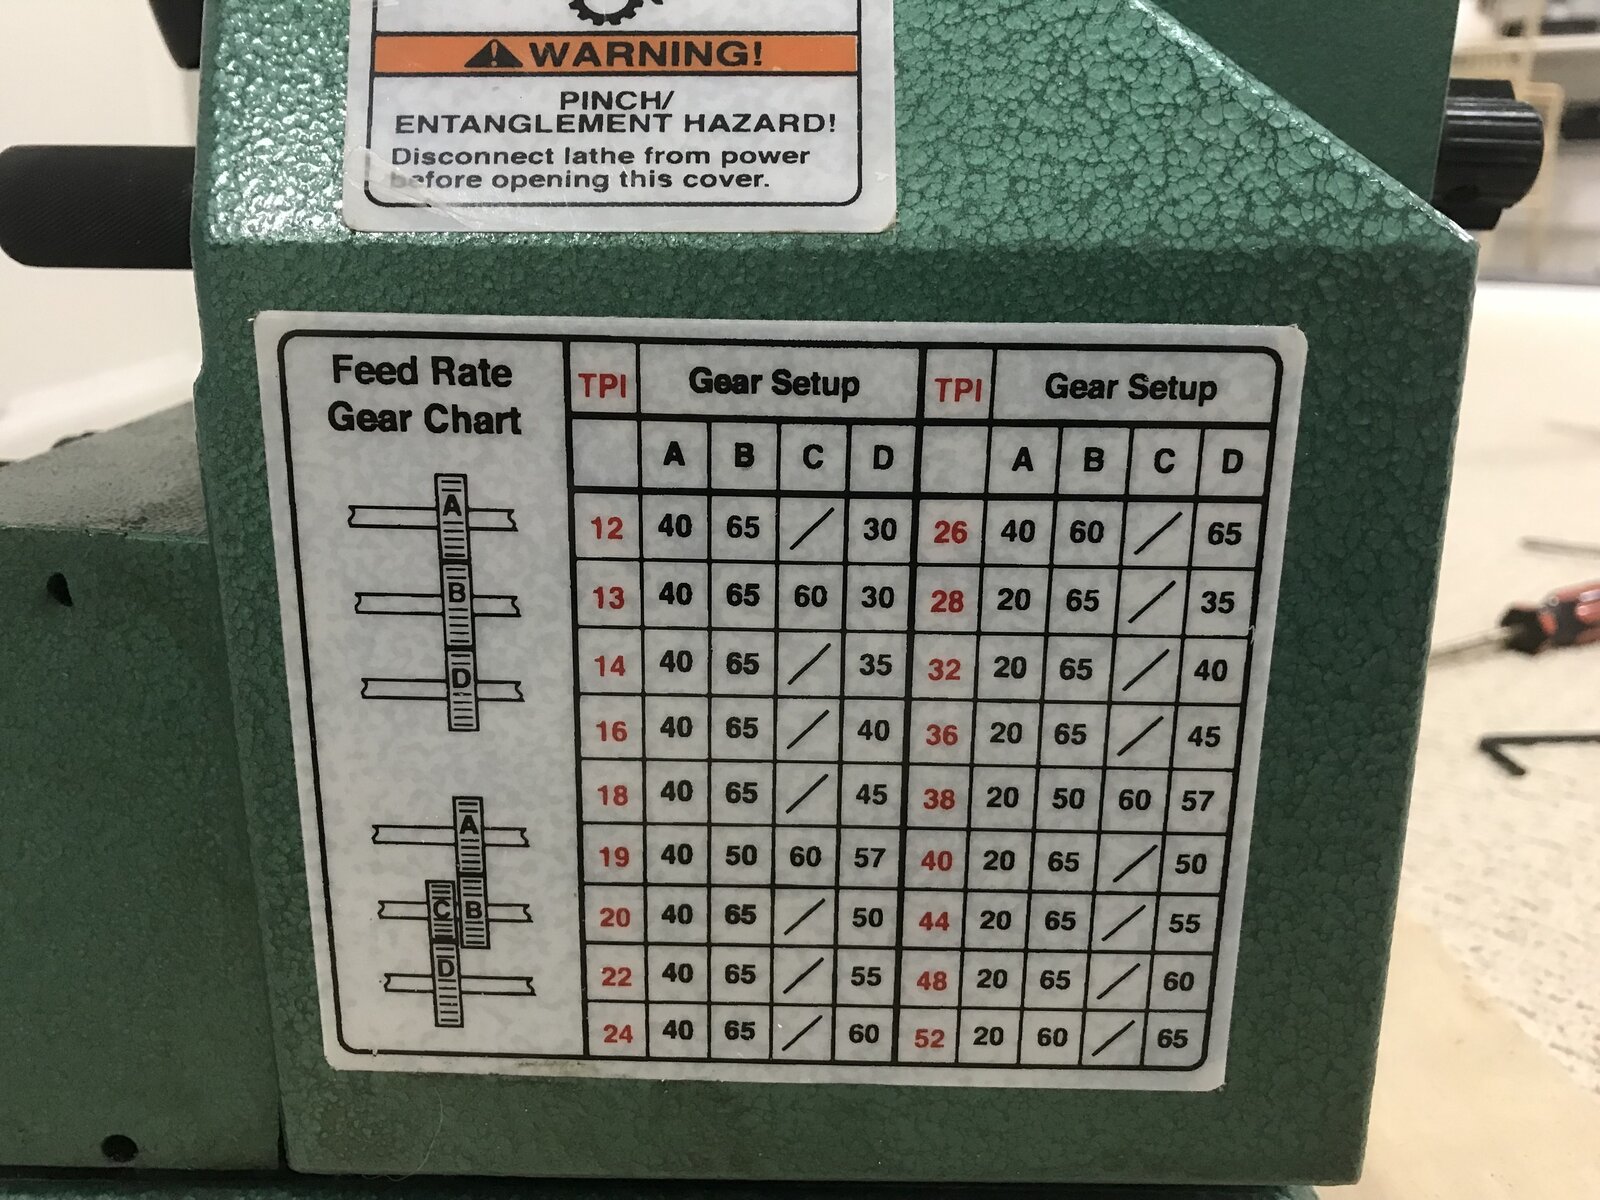 WARNING!
PINCH/
ENTANGLEMENT HAZARD!
Disconnect lathe from power
before opening this cover.
Feed Rate
Gear Chart
A
B
D
A
C B
D
TPI Gear Setup TPI Gear Setup
A B C D A B C D
12 40 65 / 30 26 40 60 / 65
13 40 65 60 30 28 20 65 / 35
14 40 65 / 35 32 20 65 / 40
16 40 65 / 40 36 20 65 / 45
18 40 65 / 45 38 20 50 60 57
19 40 50 60 57 40 20 65 / 50
20 40 65 / 50 44 20 65 / 55
22 40 65 / 55 48 20 65 / 60
24 40 65 / 60 52 20 60 / 65